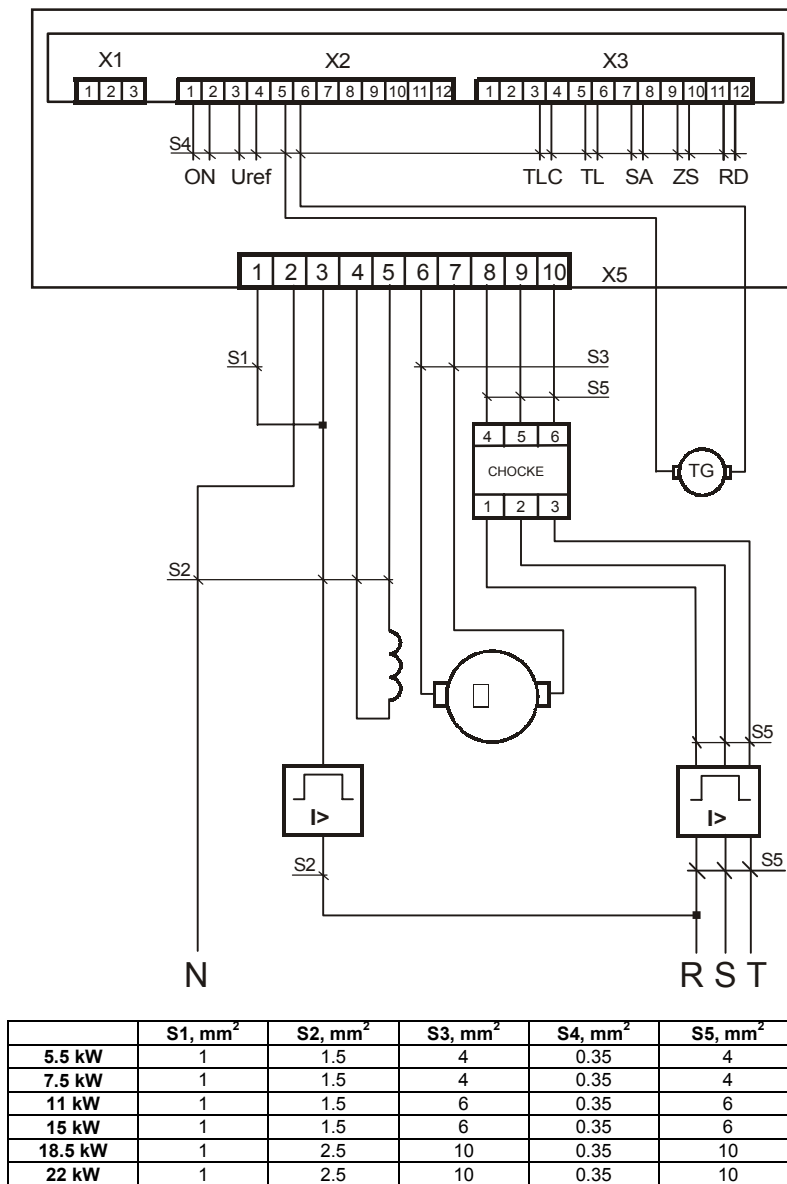 X1 X2 X3
1 2 3 1 2 3 4 5 6 7 8 9 10 11 12 1 2 3 4 5 6 7 8 9 10 11 12
S4
ON Uref TLC TL SA ZS RD
1 2 3 4 5 6 7 8 9 10 X5
S1 S3
S5
4 5 6
CHOCKE
TG
1 2 3
S2
S5
I> I>
S2 S5
N R S T
S1, mm² S2, mm² S3, mm² S4, mm² S5, mm²
5.5 kW 1 1.5 4 0.35 4
7.5 kW 1 1.5 4 0.35 4
11 kW 1 1.5 6 0.35 6
15 kW 1 1.5 6 0.35 6
18.5 kW 1 2.5 10 0.35 10
22 kW 1 2.5 10 0.35 10